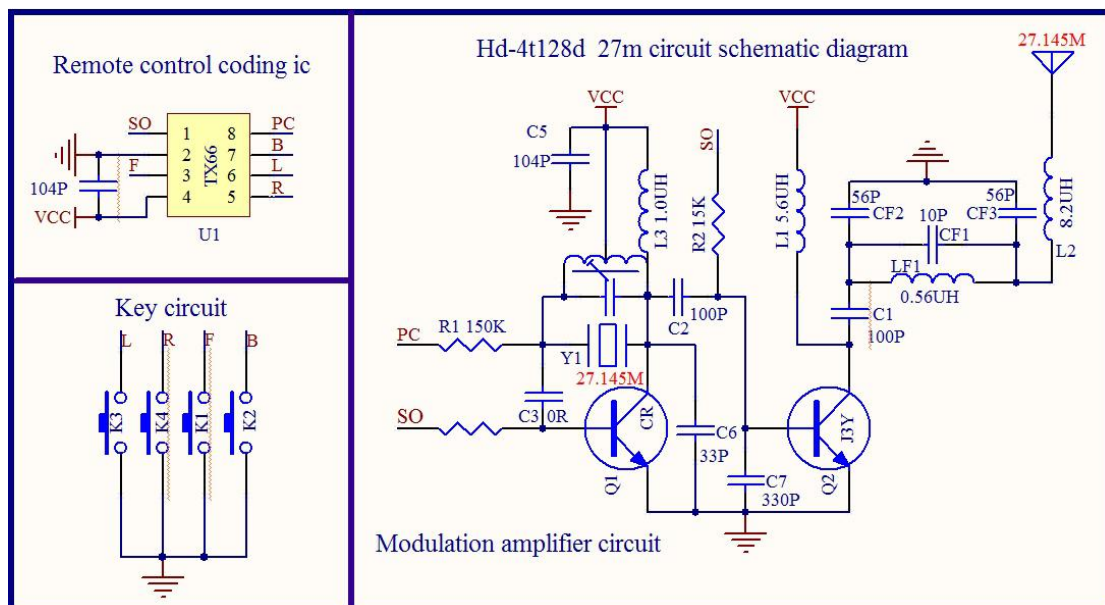 Remote control coding ic
SO
1
8
PC
2
7
B
F
3
6
L
104P
4
5
R
VCC
TX66
U1
Key circuit
L
R
F
B
K3
K4
K1
K2
Hd-4t128d 27m circuit schematic diagram
27.145M
VCC
VCC
C5
104P
SO
L3 1.0UH
R2 15K
L1 5.6UH
56P
CF2
10P
CF1
56P
CF3
8.2UH
L2
LF1
0.56UH
C2
100P
C1
100P
PC
R1 150K
Y1
27.145M
SO
C3 0R
CR
Q1
C6
33P
C7
330P
J3Y
Q2
Modulation amplifier circuit